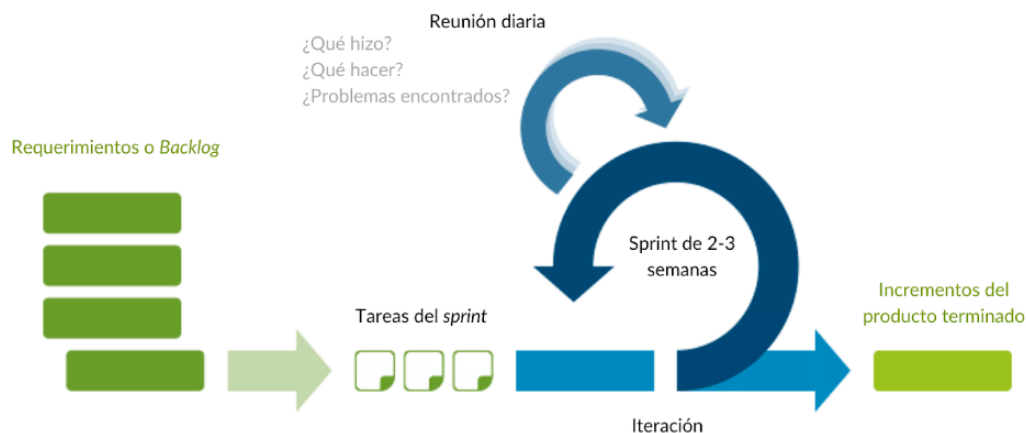 Reunión diaria
¿Qué hizo?
¿Qué hacer?
¿Problemas encontrados?
Requerimientos o Backlog
Sprint de 2-3
semanas
Tareas del sprint
Incrementos del
producto terminado
Iteración